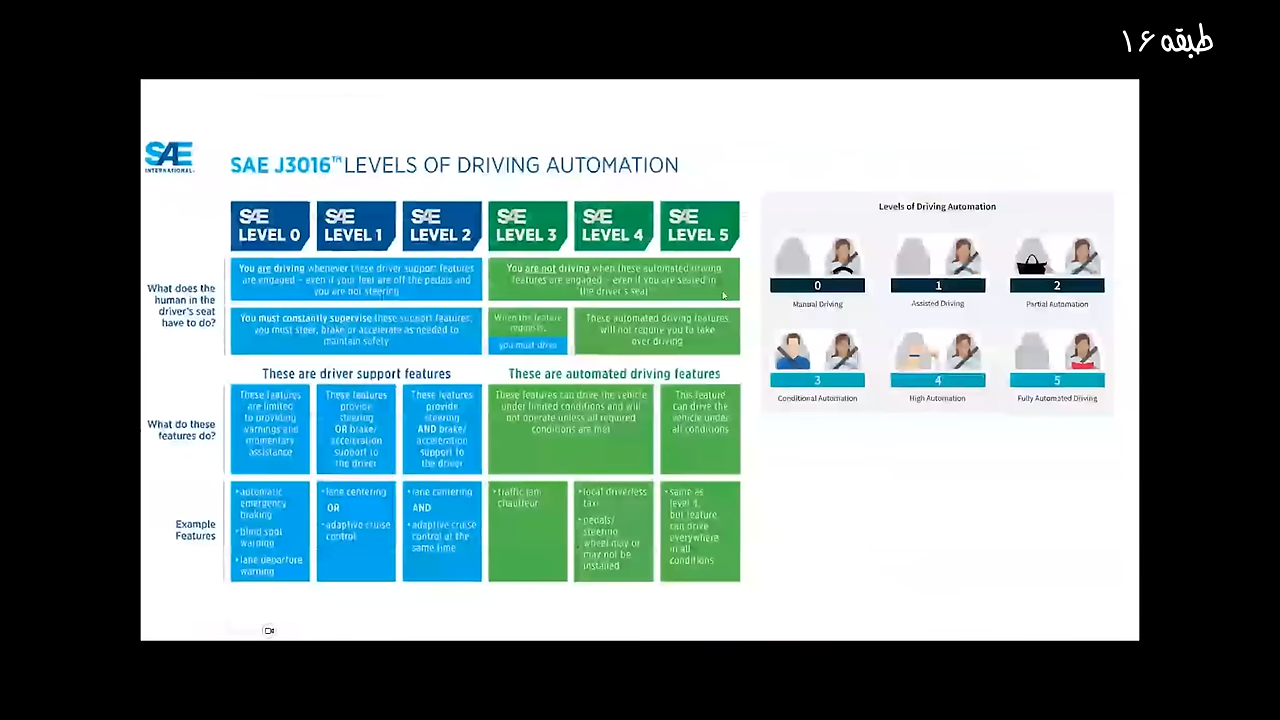 طبقه ۱۶
SAE
INTERNATIONAL
SAE J3016™ LEVELS OF DRIVING AUTOMATION
SAE LEVEL 0
SAE LEVEL 1
SAE LEVEL 2
SAE LEVEL 3
SAE LEVEL 4
SAE LEVEL 5
What does the
human in the
driver's seat
have to do?
You are driving whenever these driver support features
are engaged – even if your feet are off the pedals and
you are not steering
You are not driving when these automated driving
features are engaged – even if you are seated in
"the driver's seat"
You must constantly supervise these support features;
you must steer, brake or accelerate as needed to
maintain safety
When the feature
requests,
you must drive
These automated driving features
will not require you to take
over driving
These are driver support features
These are automated driving features
What do these
features do?
These features
are limited
to providing
warnings and
momentary
assistance
These features
provide
steering
OR brake/
acceleration
support to
the driver
These features
provide
steering
AND brake/
acceleration
support to
the driver
These features can drive the vehicle
under limited conditions and will
not operate unless all required
conditions are met
This feature
can drive the
vehicle under
all conditions
Example
Features
•automatic
emergency
braking
•blind spot
warning
•lane departure
warning
•lane centering
OR
•adaptive cruise
control
•lane centering
AND
•adaptive cruise
control at the
same time
•traffic jam
chauffeur
•local driverless
taxi
•pedals/
steering
wheel may or
may not be
installed
•same as
level 4,
but feature
can drive
everywhere
in all
conditions
Levels of Driving Automation
0
Manual Driving
1
Assisted Driving
2
Partial Automation
3
Conditional Automation
4
High Automation
5
Fully Automated Driving